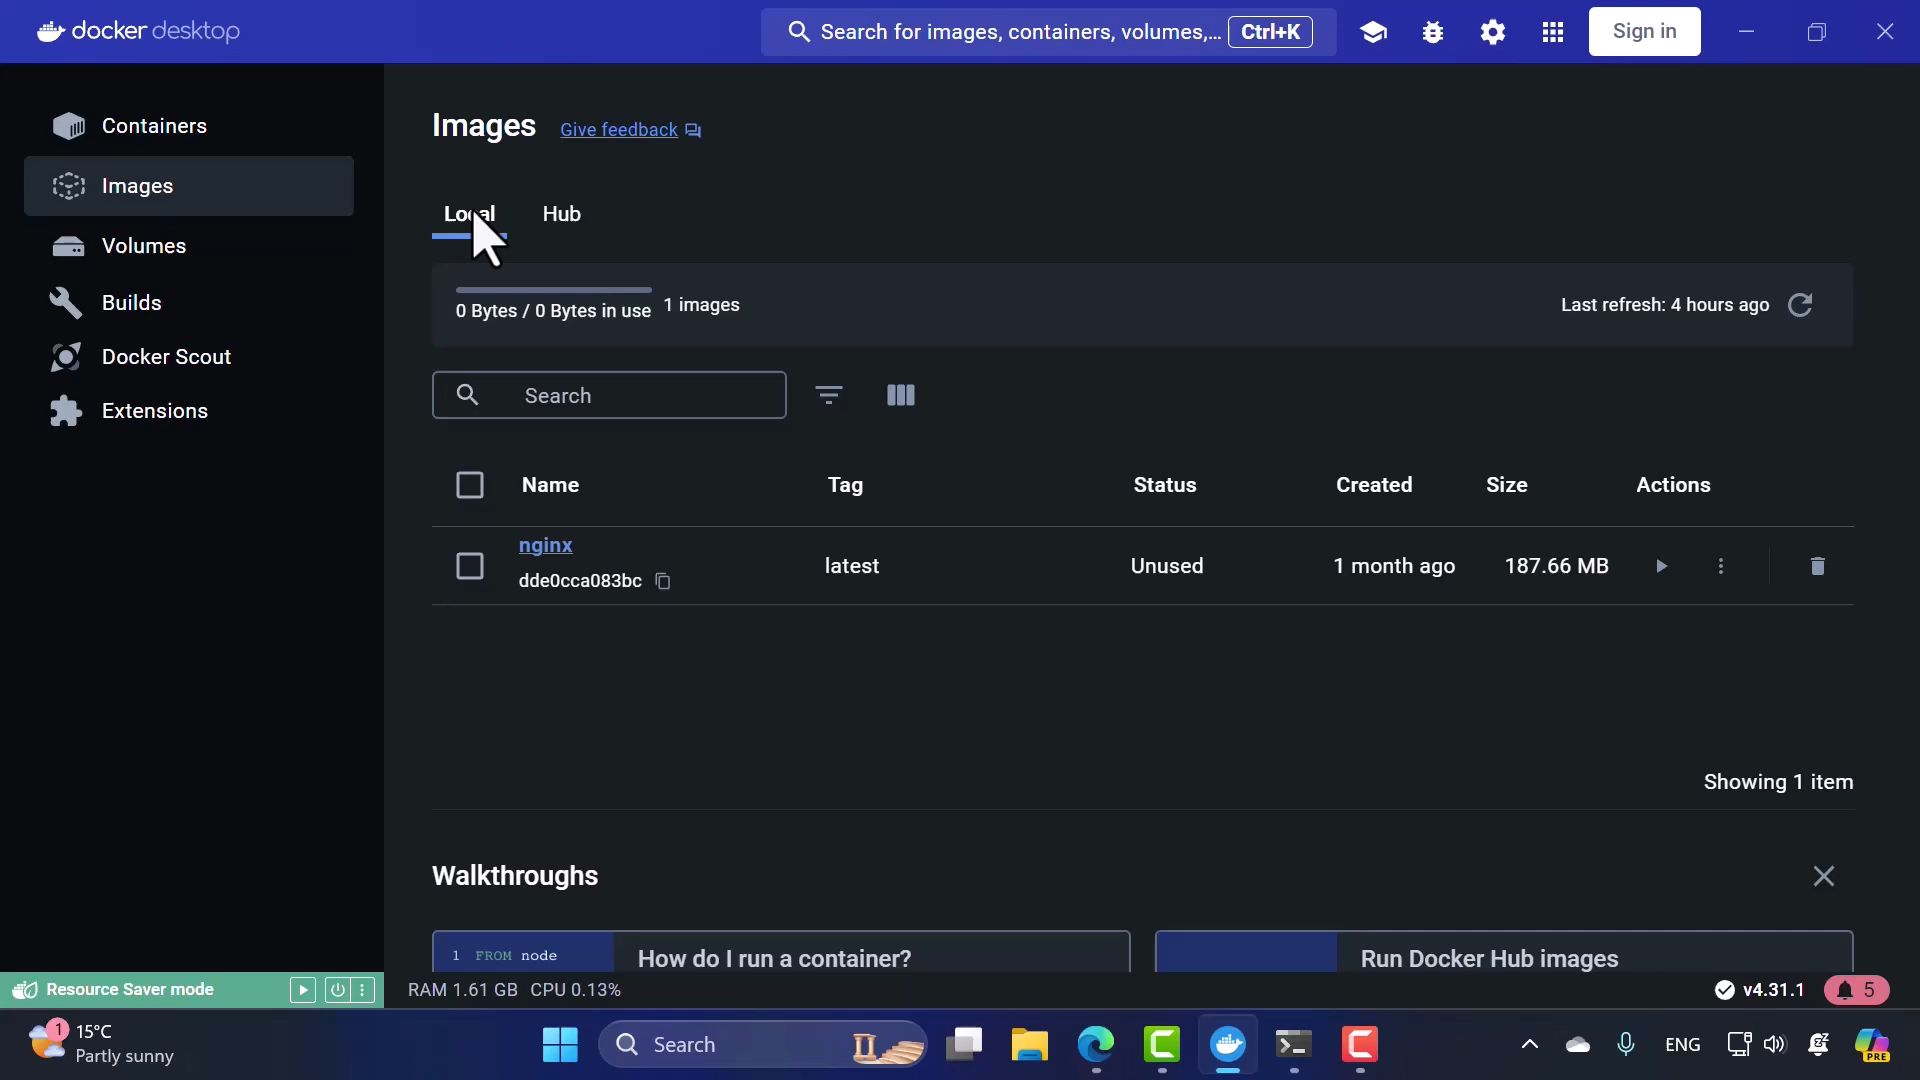 docker desktop
Search for images, containers, volumes,... Ctrl+K
Sign in
Containers
Images
Volumes
Builds
Docker Scout
Extensions
Images Give feedback
Local Hub
0 Bytes / 0 Bytes in use 1 images
Last refresh: 4 hours ago
Search
Name Tag Status Created Size Actions
nginx
dde0cca083bc
latest Unused 1 month ago 187.66 MB
Showing 1 item
Walkthroughs
1 FROM node
How do I run a container?
Run Docker Hub images
Resource Saver mode
RAM 1.61 GB CPU 0.13%
v4.31.1
5
1
15°C
Partly sunny
Search
ENG
PRE